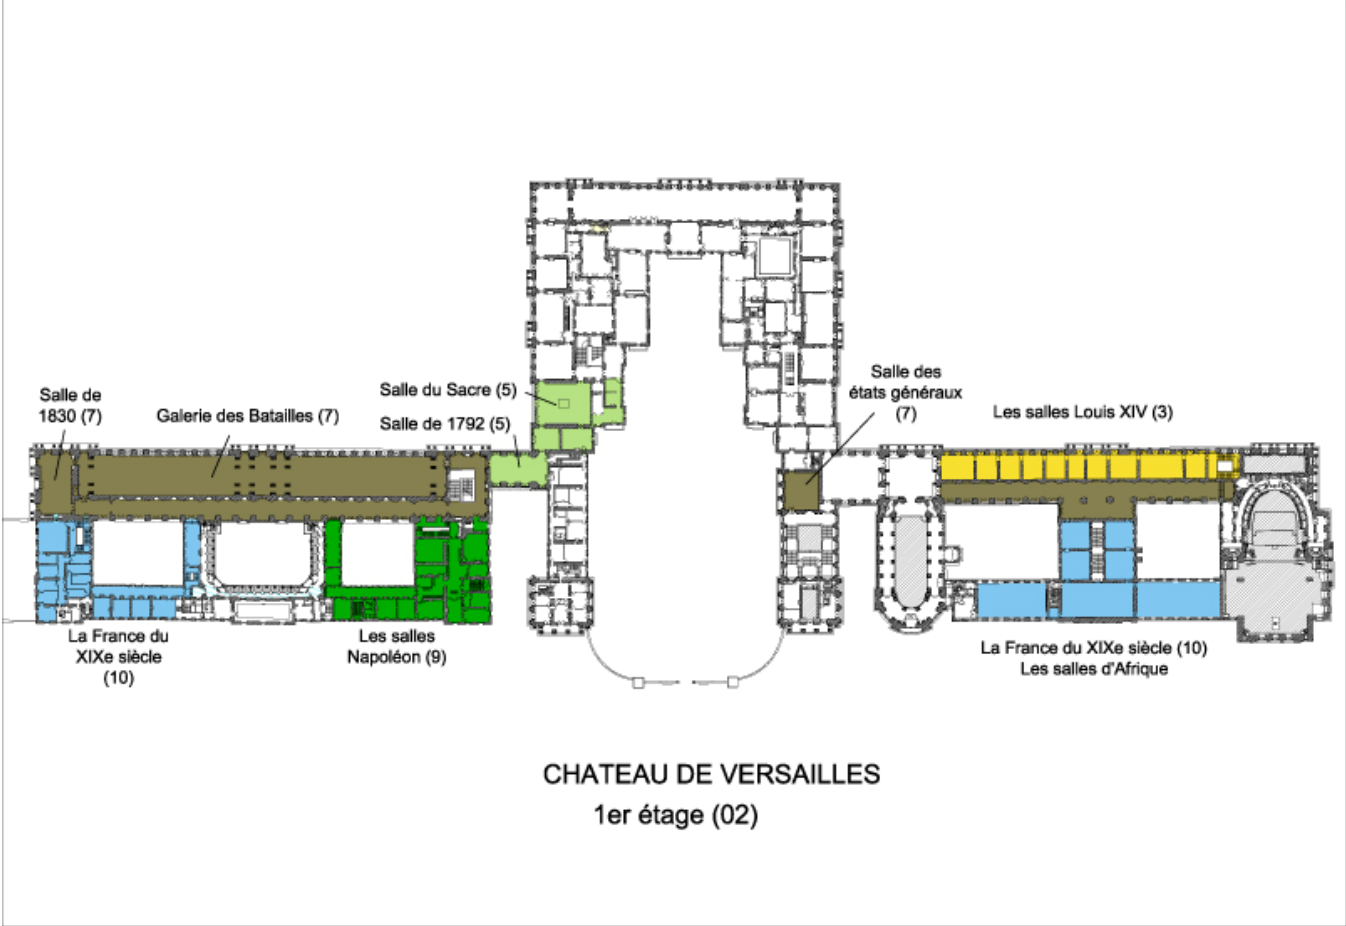 Salle de
1830 (7)
Galerie des Batailles (7)
Salle du Sacre (5)
Salle de 1792 (5)
Salle des
états généraux
(7)
Les salles Louis XIV (3)
La France du
XIXe siècle
(10)
Les salles
Napoléon (9)
La France du XIXe siècle (10)
Les salles d'Afrique
CHATEAU DE VERSAILLES
1er étage (02)